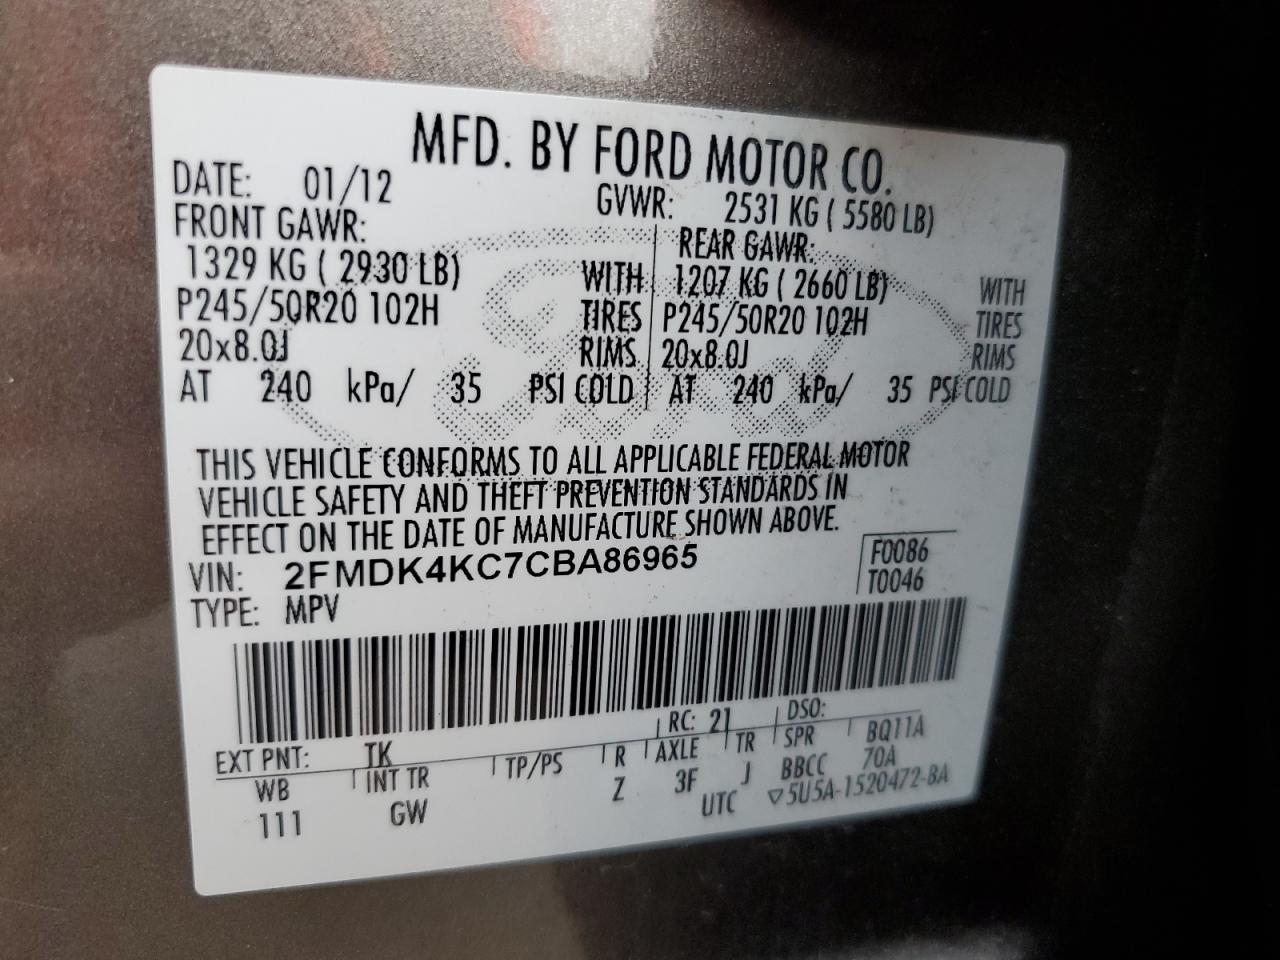 MFD. BY FORD MOTOR CO.
DATE: 01/12 GVWR: 2531 KG ( 5580 LB)
FRONT GAWR: REAR GAWR:
1329 KG ( 2930 LB) WITH 1207 KG ( 2660 LB) WITH
P245/50R20 102H TIRES P245/50R20 102H TIRES
20x8.0J RIMS 20x8.0J RIMS
AT 240 kPa/ 35 PSI COLD AT 240 kPa/ 35 PSI COLD
THIS VEHICLE CONFORMS TO ALL APPLICABLE FEDERAL MOTOR
VEHICLE SAFETY AND THEFT PREVENTION STANDARDS IN
EFFECT ON THE DATE OF MANUFACTURE SHOWN ABOVE.
VIN: 2FMDK4KC7CBA86965 F0086
TYPE: MPV T0046
EXT PNT: TK RC: 21 DSO:
WB INT TR TP/PS R AXLE TR SPR BQ11A
111 GW Z 3F J BBCC 70A
UTC ▽5U5A-1520472-BA
Ford